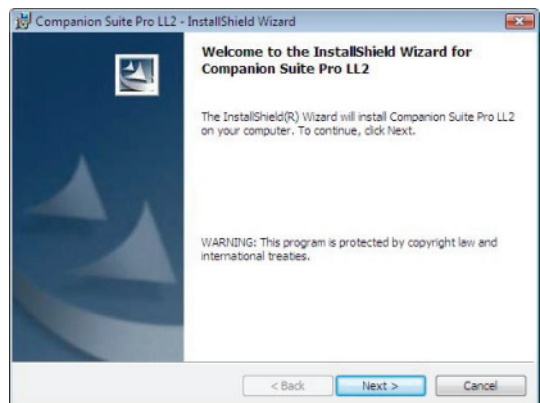 Companion Suite Pro LL2 - InstallShield Wizard
Welcome to the InstallShield Wizard for
Companion Suite Pro LL2
The InstallShield(R) Wizard will install Companion Suite Pro LL2
on your computer. To continue, click Next.
WARNING: This program is protected by copyright law and
international treaties.
< Back
Next >
Cancel